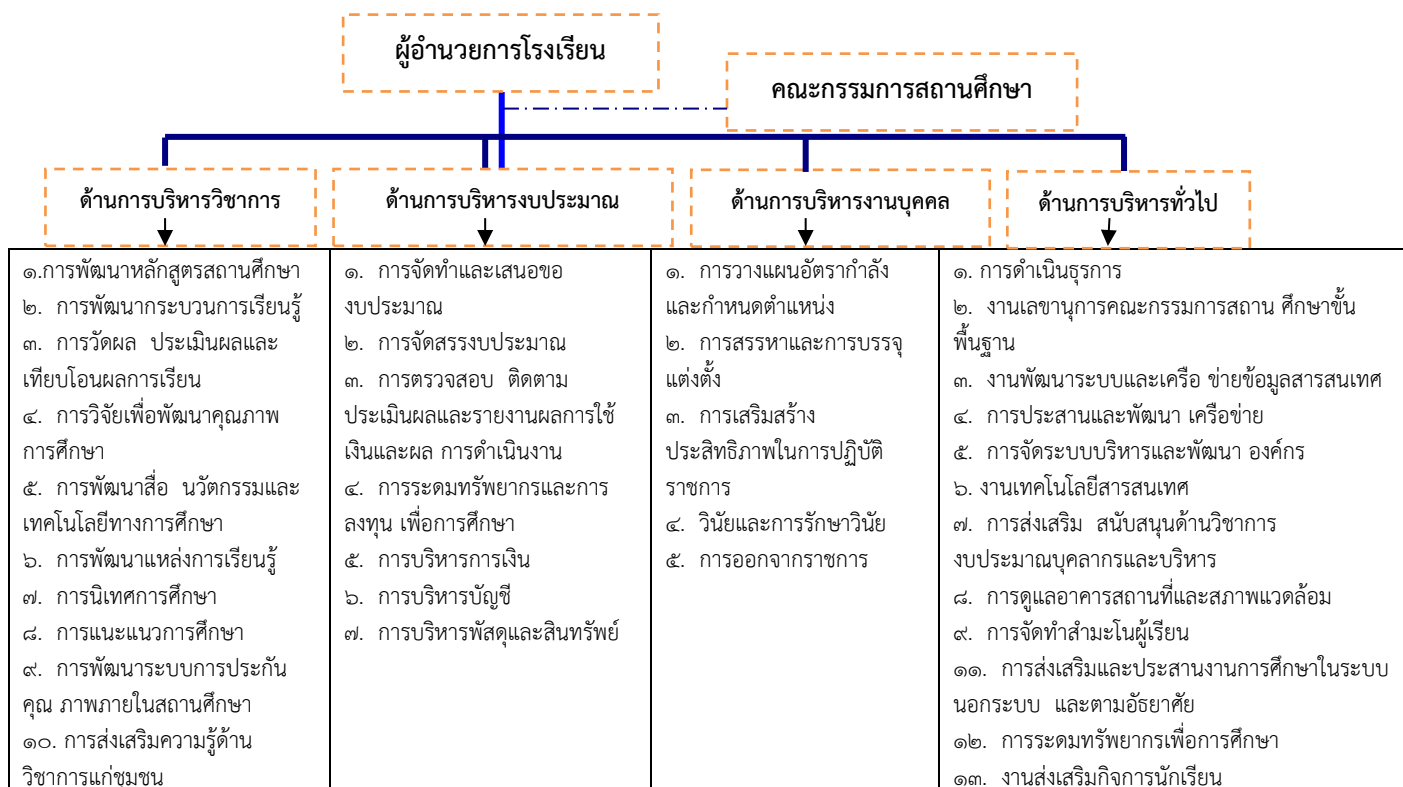 ผู้อำนวยการโรงเรียน
คณะกรรมการสถานศึกษา
ด้านการบริหารวิชาการ
ด้านการบริหารงบประมาณ
ด้านการบริหารงานบุคคล
ด้านการบริหารทั่วไป
๑.การพัฒนาหลักสูตรสถานศึกษา
๒. การพัฒนากระบวนการเรียนรู้
๓. การวัดผล ประเมินผลและ
เทียบโอนผลการเรียน
๔. การวิจัยเพื่อพัฒนาคุณภาพ
การศึกษา
๕. การพัฒนาสื่อ นวัตกรรมและ
เทคโนโลยีทางการศึกษา
๖. การพัฒนาแหล่งการเรียนรู้
๗. การนิเทศการศึกษา
๘. การแนะแนวการศึกษา
๙. การพัฒนาระบบการประกัน
คุณ ภาพภายในสถานศึกษา
๑๐. การส่งเสริมความรู้ด้าน
วิชาการแก่ชุมชน
๑. การจัดทำและเสนอขอ
งบประมาณ
๒. การจัดสรรงบประมาณ
๓. การตรวจสอบ ติดตาม
ประเมินผลและรายงานผลการใช้
เงินและผล การดำเนินงาน
๔. การระดมทรัพยากรและการ
ลงทุน เพื่อการศึกษา
๕. การบริหารการเงิน
๖. การบริหารบัญชี
๗. การบริหารพัสดุและสินทรัพย์
๑. การวางแผนอัตรากำลัง
และกำหนดตำแหน่ง
๒. การสรรหาและการบรรจุ
แต่งตั้ง
๓. การเสริมสร้าง
ประสิทธิภาพในการปฏิบัติ
ราชการ
๔. วินัยและการรักษาวินัย
๕. การออกจากราชการ
๑. การดำเนินธุรการ
๒. งานเลขานุการคณะกรรมการสถาน ศึกษาขั้น
พื้นฐาน
๓. งานพัฒนาระบบและเครือ ข่ายข้อมูลสารสนเทศ
๔. การประสานและพัฒนา เครือข่าย
๕. การจัดระบบบริหารและพัฒนา องค์กร
๖. งานเทคโนโลยีสารสนเทศ
๗. การส่งเสริม สนับสนุนด้านวิชาการ
งบประมาณบุคลากรและบริหาร
๘. การดูแลอาคารสถานที่และสภาพแวดล้อม
๙. การจัดทำสำมะโนผู้เรียน
๑๑. การส่งเสริมและประสานงานการศึกษาในระบบ
นอกระบบ และตามอัธยาศัย
๑๒. การระดมทรัพยากรเพื่อการศึกษา
๑๓. งานส่งเสริมกิจการนักเรียน